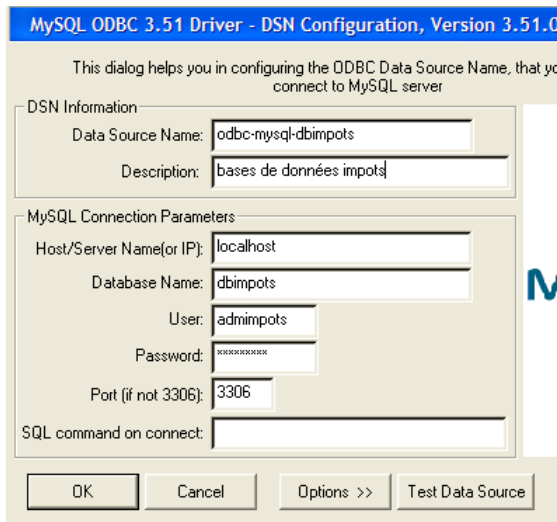 MySQL ODBC 3.51 Driver - DSN Configuration, Version 3.51.0
This dialog helps you in configuring the ODBC Data Source Name, that yo
connect to MySQL server
DSN Information
Data Source Name: odbc-mysql-dbimpots
Description: bases de données impots
MySQL Connection Parameters
Host/Server Name(or IP): localhost
Database Name: dbimpots
User: admimpots
Password: ×××××××××
Port (if not 3306): 3306
SQL command on connect:
OK Cancel Options >> Test Data Source